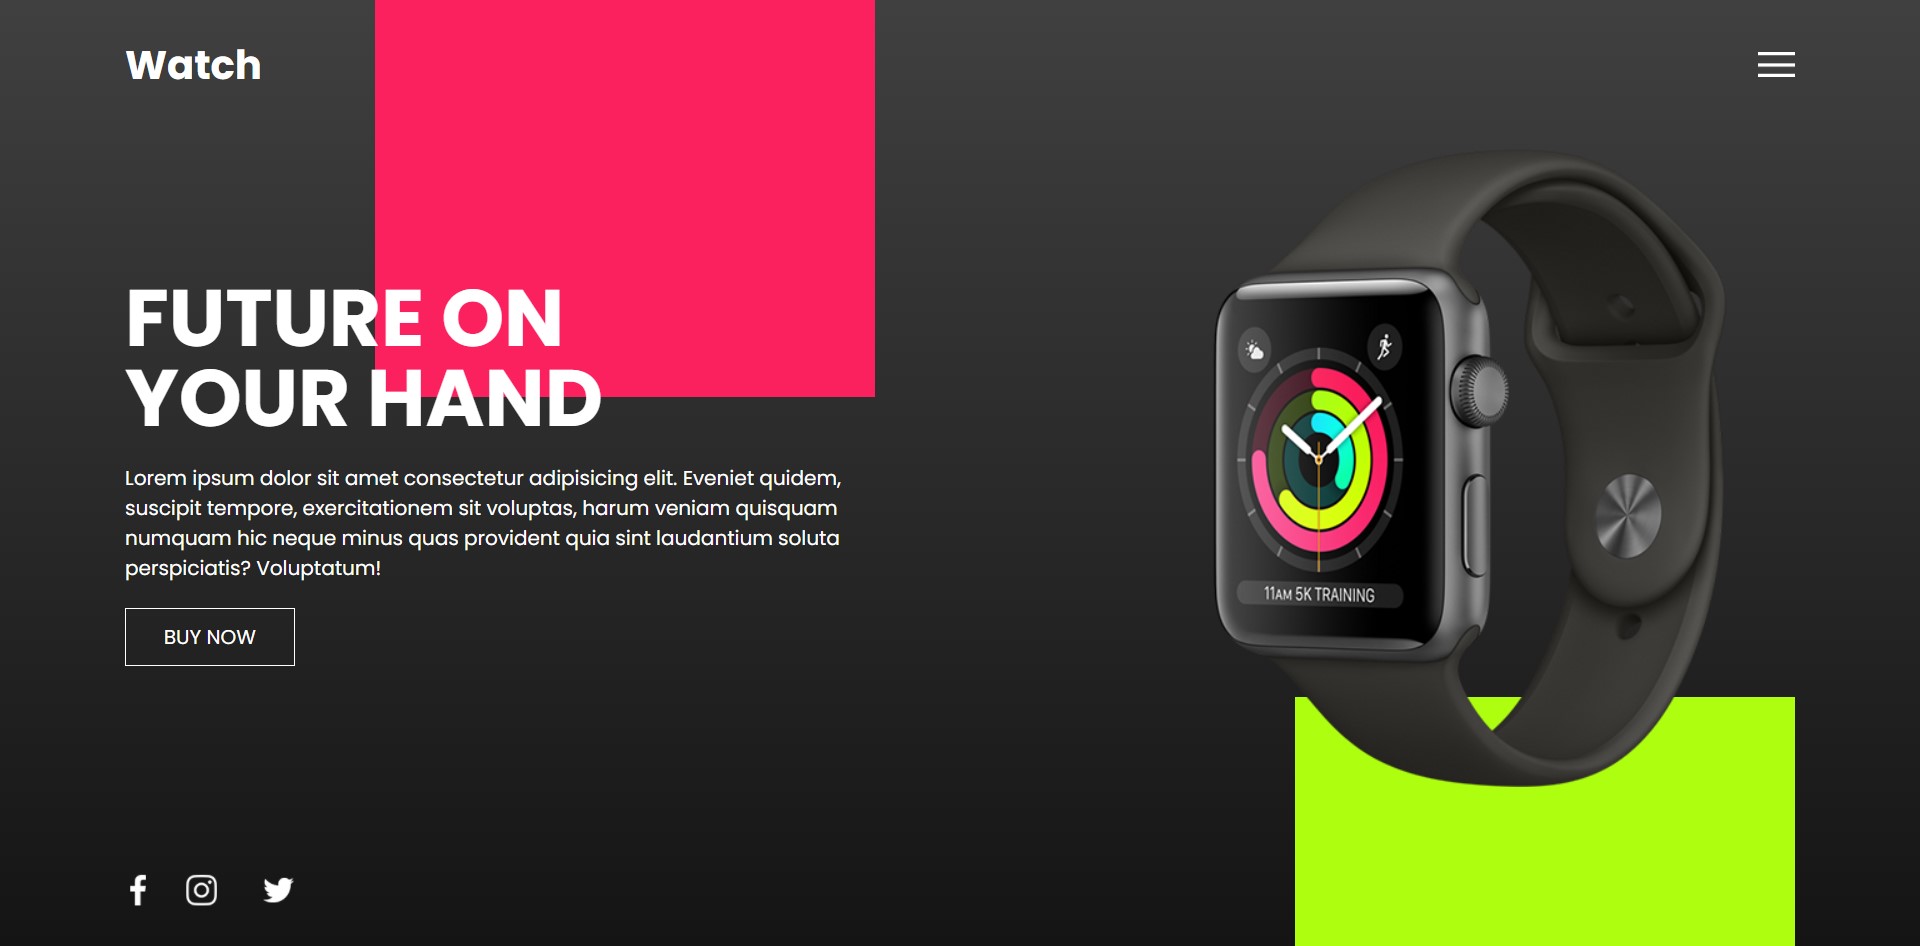 Watch
FUTURE ON
YOUR HAND
Lorem ipsum dolor sit amet consectetur adipisicing elit. Eveniet quidem,
suscipit tempore, exercitationem sit voluptas, harum veniam quisquam
numquam hic neque minus quas provident quia sint laudantium soluta
perspiciatis? Voluptatum!
BUY NOW
11AM 5K TRAINING